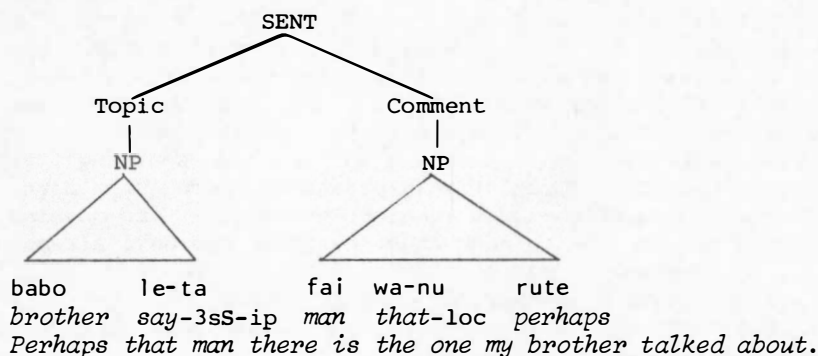 SENT
Topic Comment
NP NP
babo le-ta fai wa-nu rute
brother say-3sS-ip man that-loc perhaps
Perhaps that man there is the one my brother talked about.